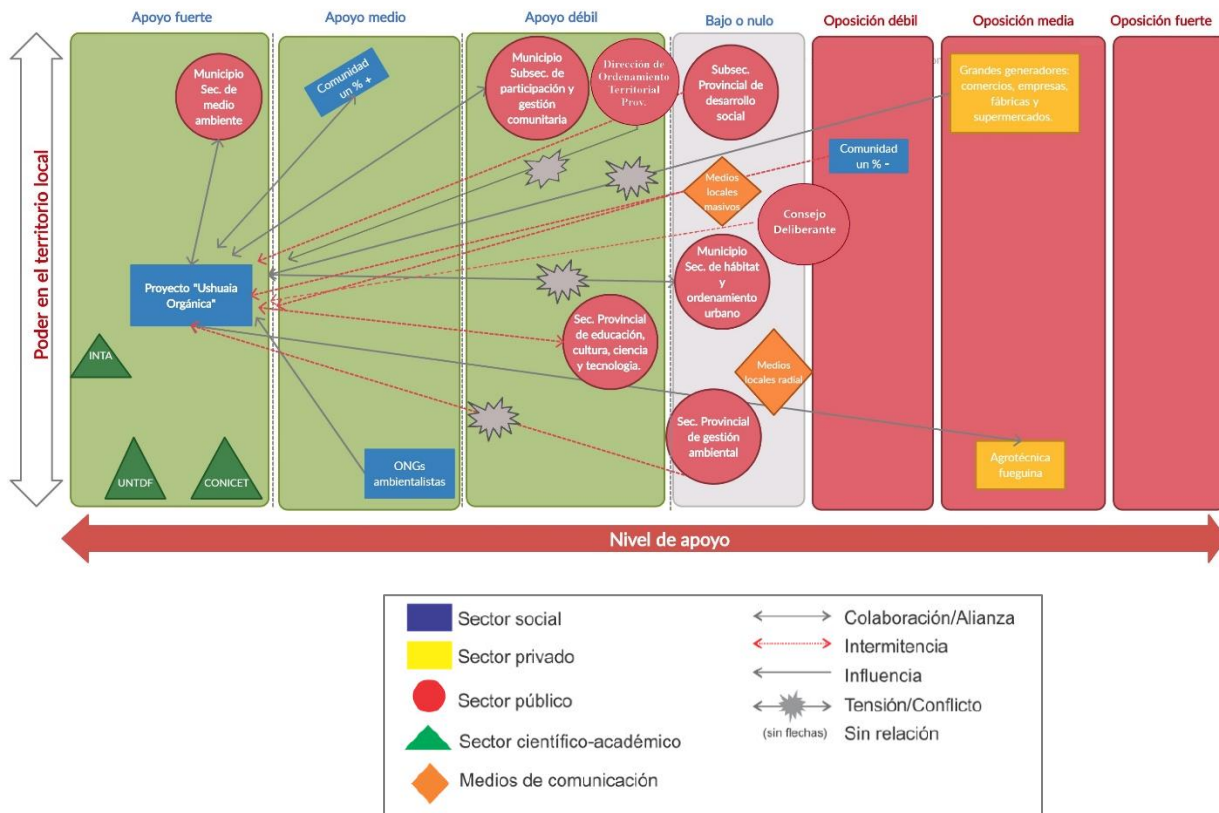 Apoyo fuerte
Apoyo medio
Apoyo débil
Bajo o nulo
Oposición débil
Oposición media
Oposición fuerte
Poder en el territorio local
Municipio
Sec. de
medio
ambiente
Comunidad
un % +
Municipio
Subsec. de
participación y
gestión
comunitaria
Dirección de
Ordenamiento
Territorial
Prov.
Subsec.
Provincial de
desarrollo
social
Grandes generadores:
comercios, empresas,
fábricas y
supermercados.
Comunidad
un % -
Medios
locales
masivos
Consejo
Deliberante
Proyecto "Ushuaia
Orgánica"
Municipio
Sec. de hábitat
y
ordenamiento
urbano
Sec. Provincial
de educación,
cultura, ciencia
y tecnología.
INTA
Medios
locales radial
Sec. Provincial
de gestión
ambiental
UNTDF
CONICET
ONGs
ambientalistas
Agrotécnica
fueguina
Nivel de apoyo
Sector social
Sector privado
Sector público
Sector científico-académico
Medios de comunicación
Colaboración/Alianza
Intermitencia
Influencia
Tensión/Conflicto
(sin flechas) Sin relación